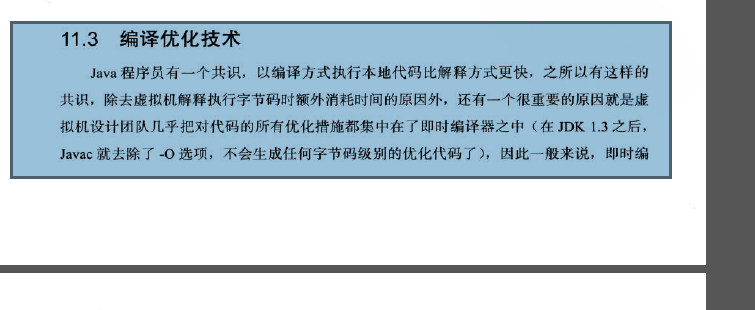 11.3 编译优化技术
Java 程序员有一个共识，以编译方式执行本地代码比解释方式更快，之所以有这样的
共识，除去虚拟机解释执行字节码时额外消耗时间的原因外，还有一个很重要的原因就是虚
拟机设计团队几乎把对代码的所有优化措施都集中在了即时编译器之中（在 JDK 1.3 之后，
Javac 就去除了 -O 选项，不会生成任何字节码级别的优化代码了），因此一般来说，即时编